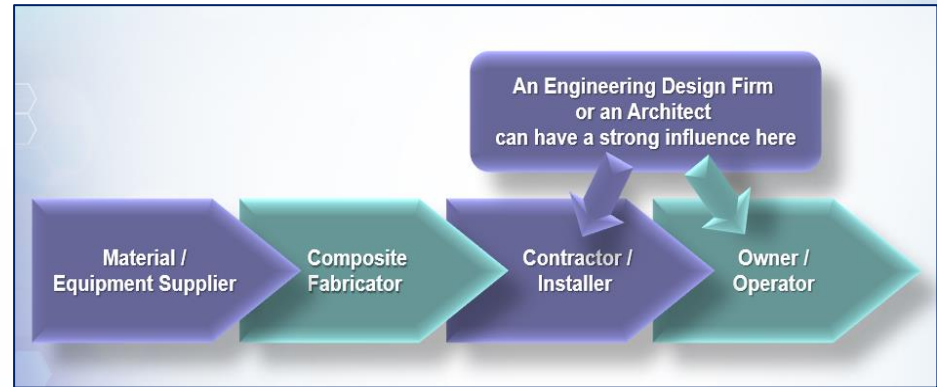 An Engineering Design Firm
or an Architect
can have a strong influence here
Material /
Equipment Supplier
Composite
Fabricator
Contractor /
Installer
Owner /
Operator